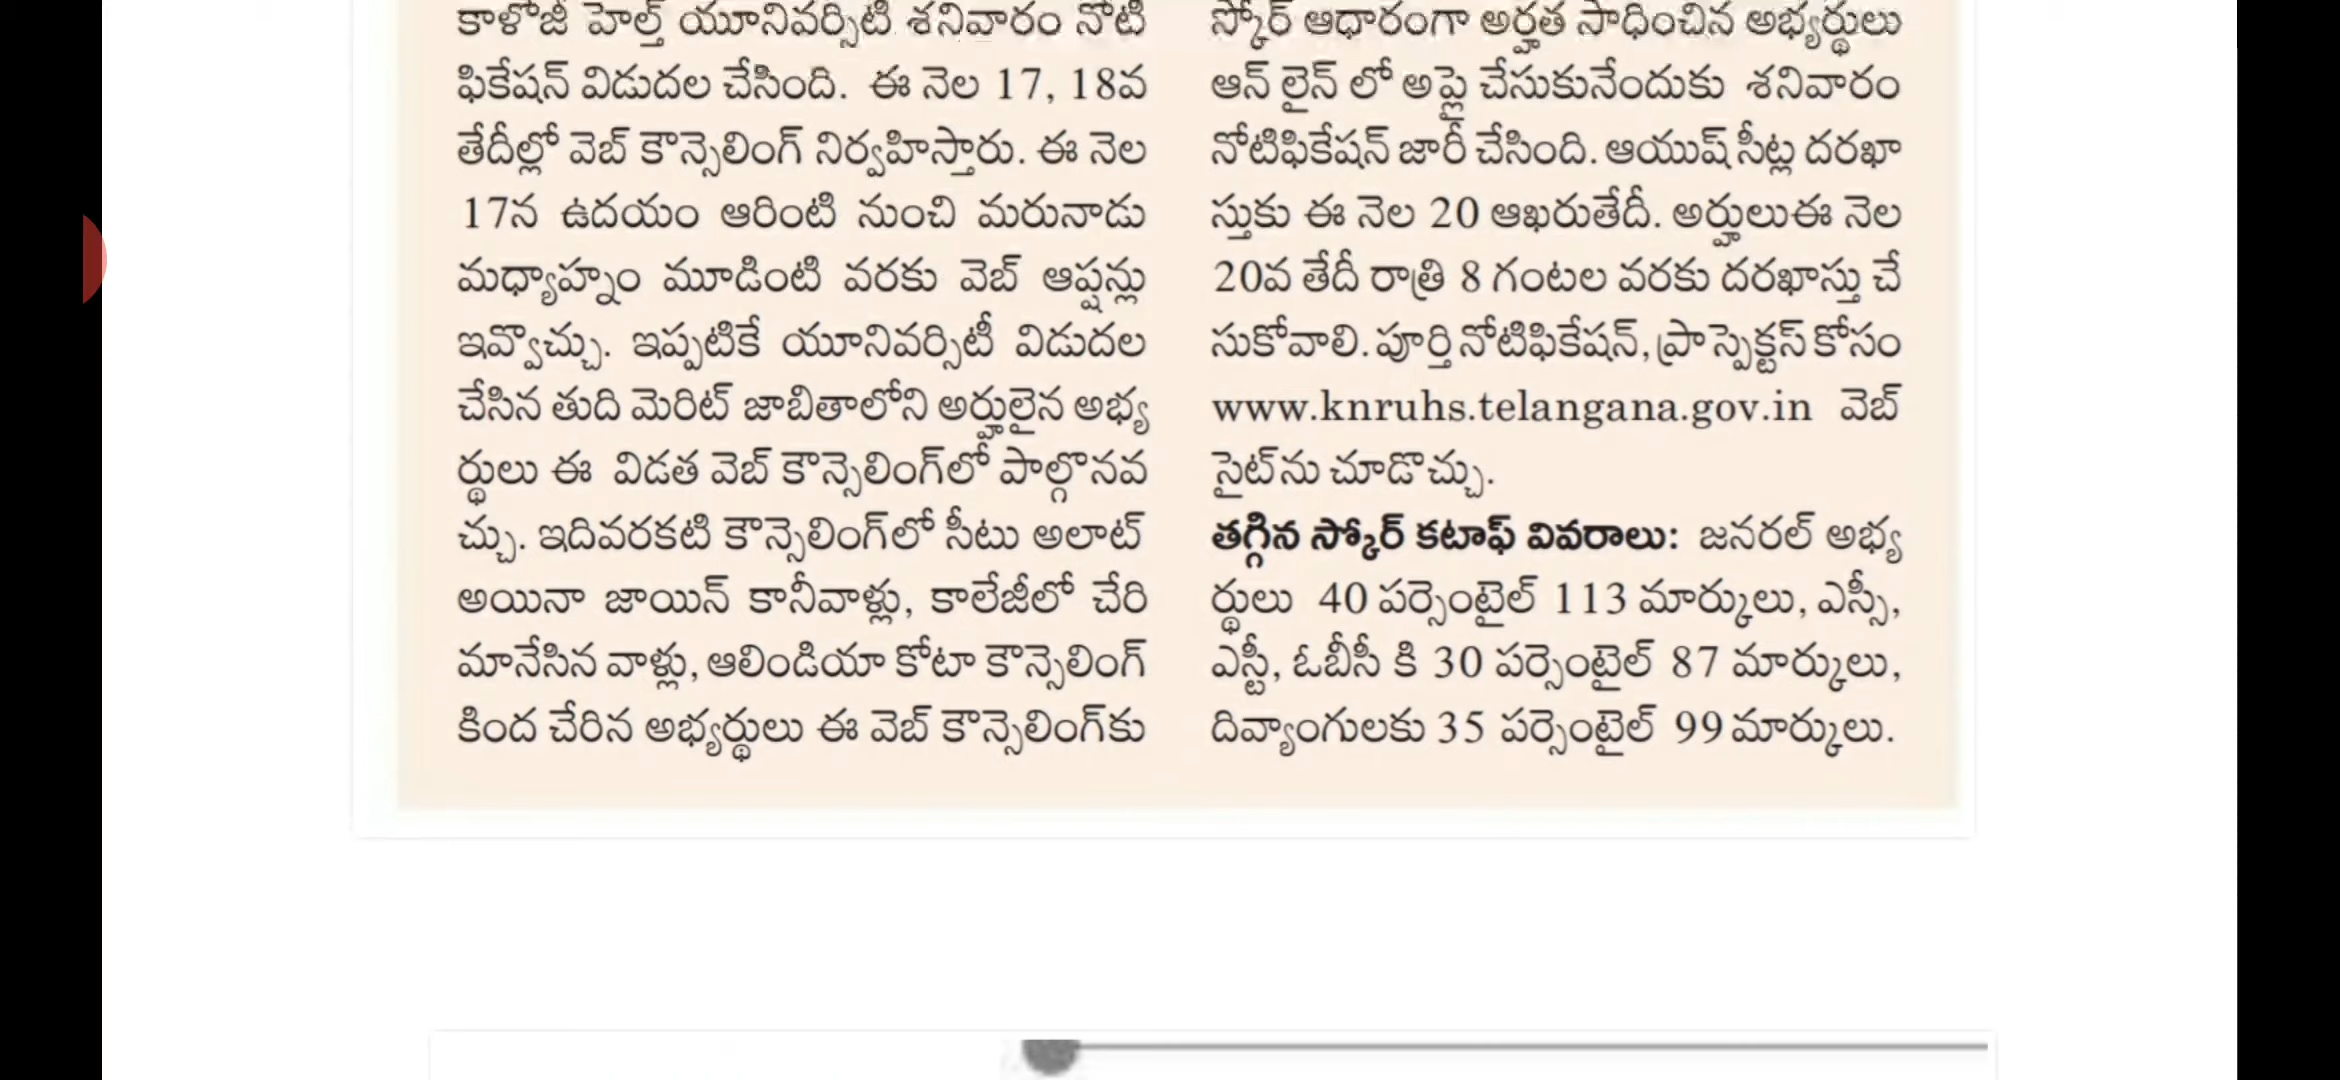 కాళోజీ హెల్త్ యూనివర్సిటీ శనివారం నోటి
ఫికేషన్ విడుదల చేసింది. ఈ నెల 17, 18వ
తేదీల్లో వెబ్ కౌన్సెలింగ్ నిర్వహిస్తారు. ఈ నెల
17న ఉదయం ఆరింటి నుంచి మరునాడు
మధ్యాహ్నం మూడింటి వరకు వెబ్ ఆప్షన్లు
ఇవ్వొచ్చు. ఇప్పటికే యూనివర్సిటీ విడుదల
చేసిన తుది మెరిట్ జాబితాలోని అర్హులైన అభ్య
ర్థులు ఈ విడత వెబ్ కౌన్సెలింగ్‌లో పాల్గొనవ
చ్చు. ఇదివరకటి కౌన్సెలింగ్‌లో సీటు అలాట్
అయినా జాయిన్ కానీవాళ్లు, కాలేజీలో చేరి
మానేసిన వాళ్లు, ఆలిండియా కోటా కౌన్సెలింగ్
కింద చేరిన అభ్యర్థులు ఈ వెబ్ కౌన్సెలింగ్‌కు
స్కోర్ ఆధారంగా అర్హత సాధించిన అభ్యర్థులు
ఆన్ లైన్ లో అప్లై చేసుకునేందుకు శనివారం
నోటిఫికేషన్ జారీ చేసింది. ఆయుష్ సీట్ల దరఖా
స్తుకు ఈ నెల 20 ఆఖరుతేదీ. అర్హులుఈ నెల
20వ తేదీ రాత్రి 8 గంటల వరకు దరఖాస్తు చే
సుకోవాలి. పూర్తి నోటిఫికేషన్, ప్రాస్పెక్టస్ కోసం
www.knruhs.telangana.gov.in వెబ్
సైట్‌ను చూడొచ్చు.
తగ్గిన స్కోర్ కటాఫ్ వివరాలు: జనరల్ అభ్య
ర్థులు 40 పర్సెంటైల్ 113 మార్కులు, ఎస్సీ,
ఎస్టీ, ఓబీసీ కి 30 పర్సెంటైల్ 87 మార్కులు,
దివ్యాంగులకు 35 పర్సెంటైల్ 99 మార్కులు.